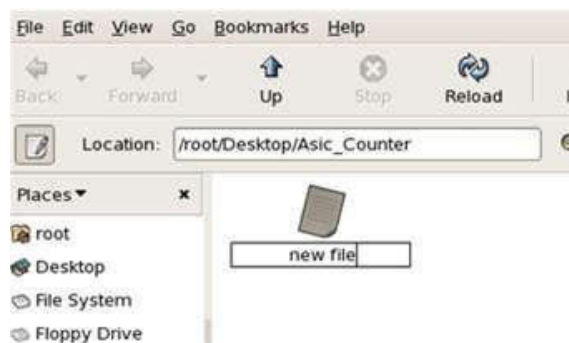 File Edit View Go Bookmarks Help
Back Forward Up Stop Reload
Location: /root/Desktop/Asic_Counter
Places
root
new file
Desktop
File System
Floppy Drive